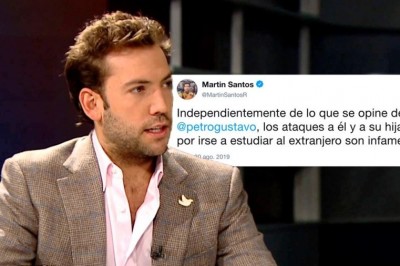 Martin Santos
@MartinSantosR
Independientemente de lo que se opine de
@petrogustavo, los ataques a él y a su hija
por irse a estudiar al extranjero son infame
ago. 2019